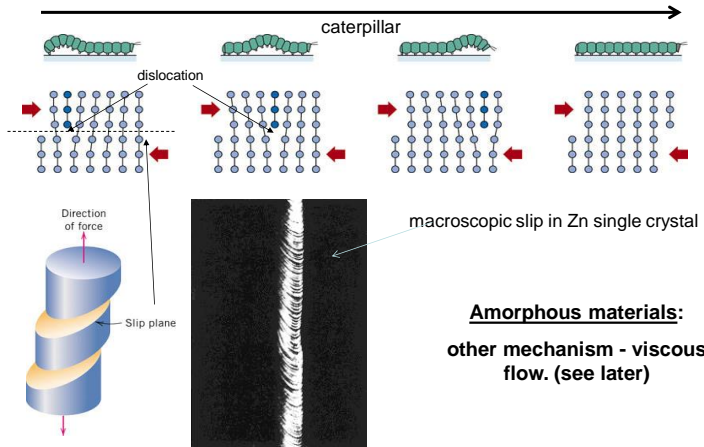 caterpillar
dislocation
Direction
of force
Slip plane
macroscopic slip in Zn single crystal
Amorphous materials:
other mechanism - viscous
flow. (see later)